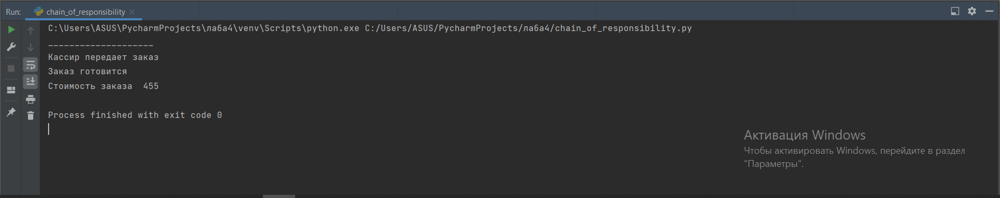 Run: chain_of_responsibility
C:\Users\ASUS\PycharmProjects\лаба4\venv\Scripts\python.exe C:/Users/ASUS/PycharmProjects/лаба4/chain_of_responsibility.py
____________________
Кассир передает заказ
Заказ готовится
Стоимость заказа  455
Process finished with exit code 0
Активация Windows
Чтобы активировать Windows, перейдите в раздел
"Параметры".